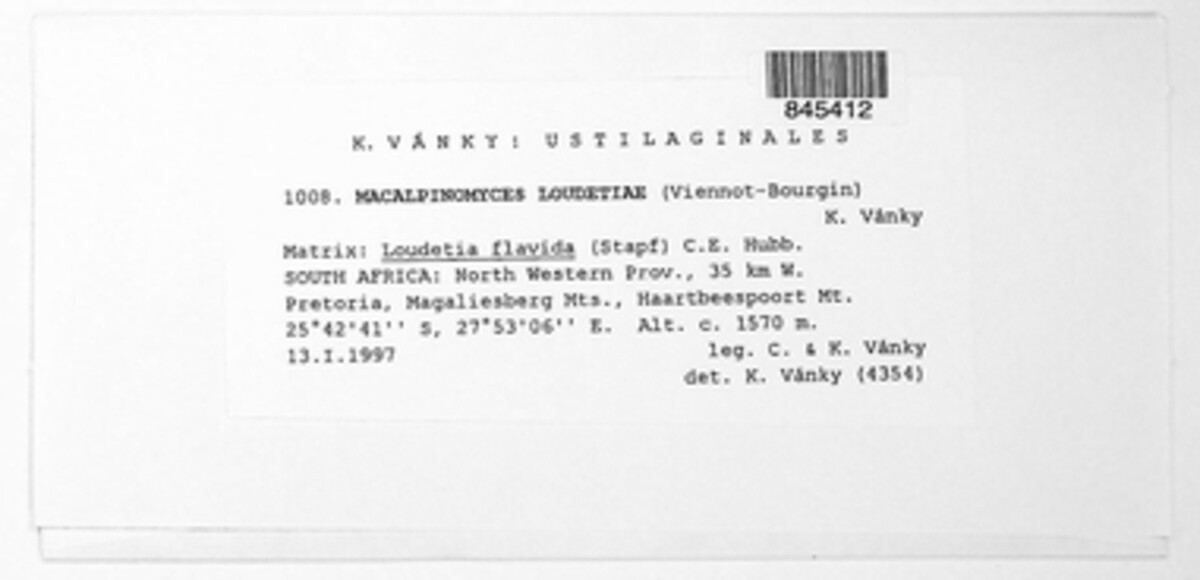 845412
K. VÁNKY: USTILAGINALES
1008. MACALPINOMYCES LOUDETIAE (Viennot-Bourgin)
K. Vánky
Matrix: Loudetia flavida (Stapf) C.E. Hubb.
SOUTH AFRICA: North Western Prov., 35 km W.
Pretoria, Magaliesberg Mts., Haartbeespoort Mt.
25°42'41'' S, 27°53'06'' E. Alt. c. 1570 m.
13.I.1997 leg. C. & K. Vánky
det. K. Vánky (4354)